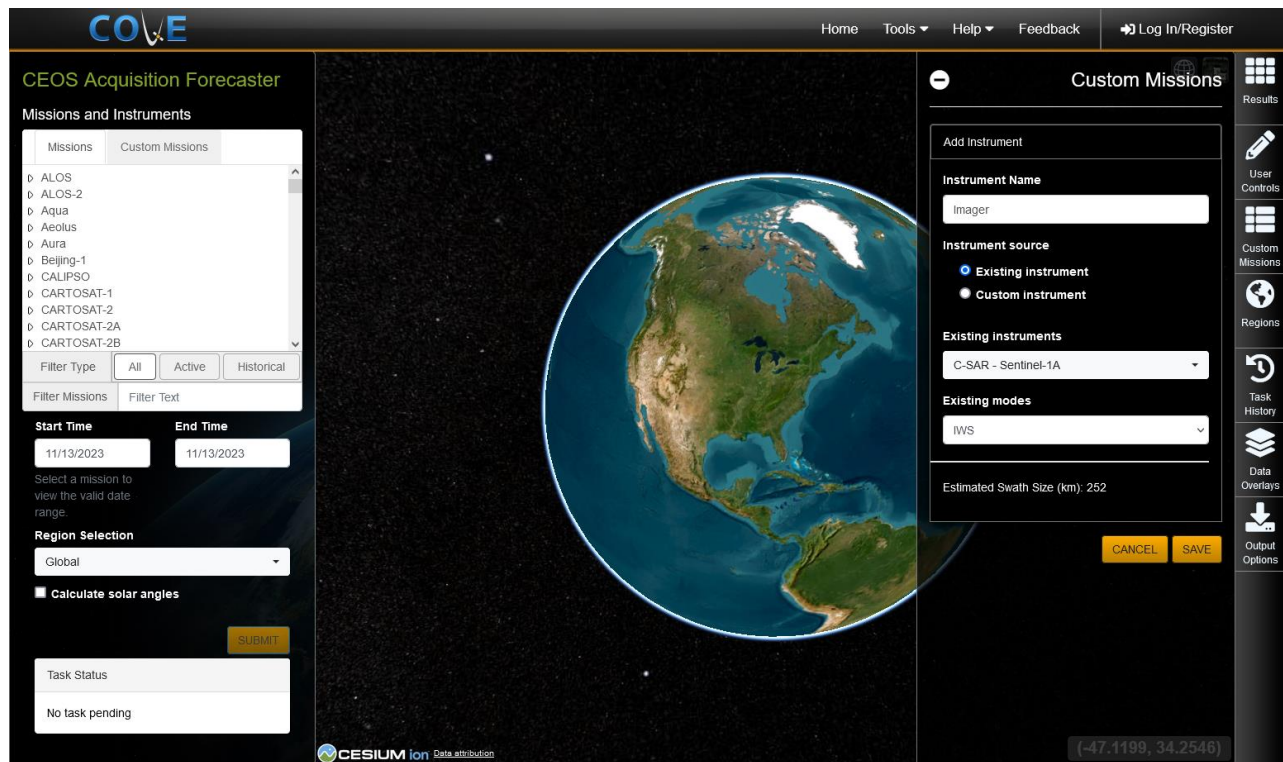 COVE
Home Tools Help Feedback Log In/Register
CEOS Acquisition Forecaster
Missions and Instruments
Missions Custom Missions
ALOS
ALOS-2
Aqua
Aeolus
Aura
Beijing-1
CALIPSO
CARTOSAT-1
CARTOSAT-2
CARTOSAT-2A
CARTOSAT-2B
Filter Type All Active Historical
Filter Missions Filter Text
Start Time End Time
11/13/2023 11/13/2023
Select a mission to
view the valid date
range.
Region Selection
Global
Calculate solar angles
SUBMIT
Task Status
No task pending
CESIUM ion Data attribution
Custom Missions
Add Instrument
Instrument Name
Imager
Instrument source
Existing instrument
Custom instrument
Existing instruments
C-SAR - Sentinel-1A
Existing modes
IWS
Estimated Swath Size (km): 252
CANCEL SAVE
(-47.1199, 34.2546)
Results
User
Controls
Custom
Missions
Regions
Task
History
Data
Overlays
Output
Options